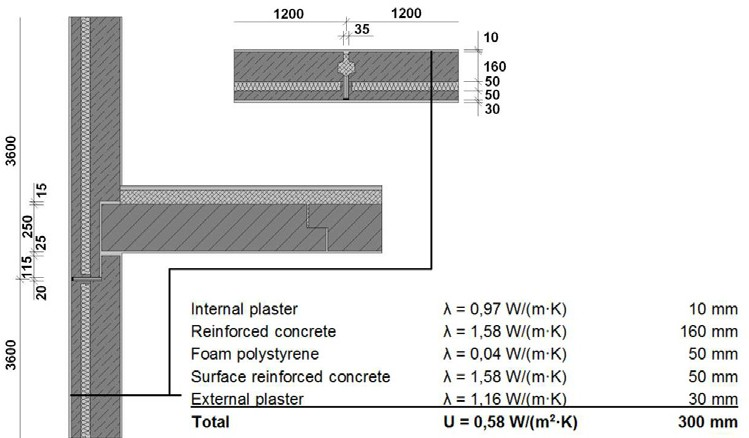 1200 1200
35
10
160
50
50
30
3600
15
250
25
115
20
3600
Internal plaster λ = 0,97 W/(m·K) 10 mm
Reinforced concrete λ = 1,58 W/(m·K) 160 mm
Foam polystyrene λ = 0,04 W/(m·K) 50 mm
Surface reinforced concrete λ = 1,58 W/(m·K) 50 mm
External plaster λ = 1,16 W/(m·K) 30 mm
Total U = 0,58 W/(m²·K) 300 mm